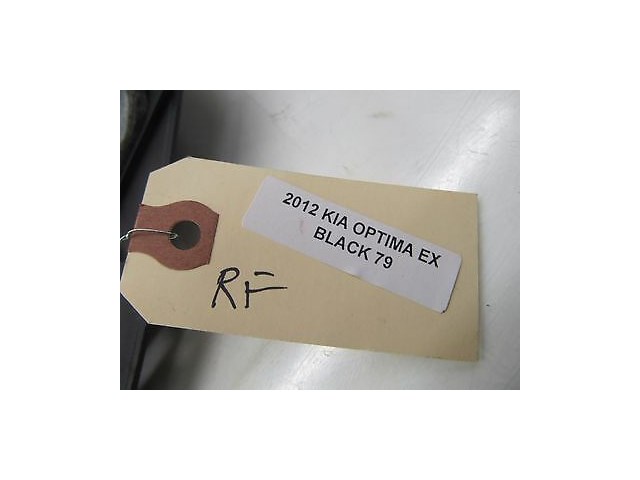 2012 KIA OPTIMA EX
BLACK 79
RF